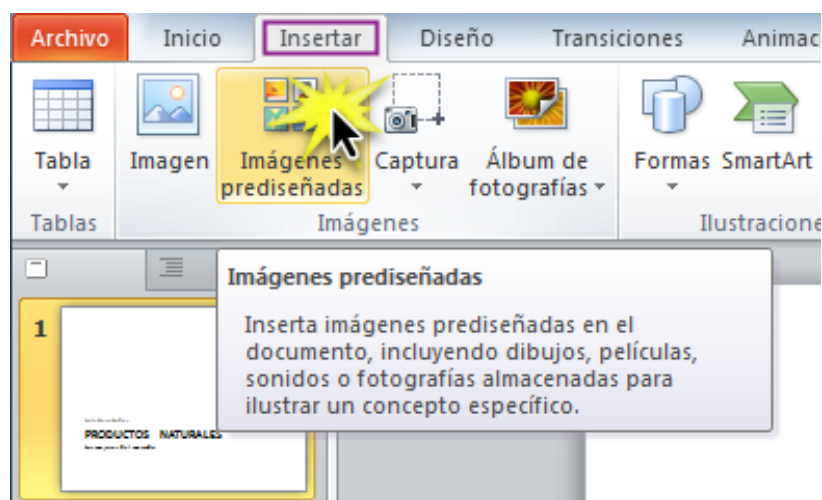 Archivo Inicio Insertar Diseño Transiciones Animac
Tabla Imagen Imágenes prediseñadas Captura Álbum de fotografías Formas SmartArt
Tablas Imágenes Ilustracione
Imágenes prediseñadas
Inserta imágenes prediseñadas en el
documento, incluyendo dibujos, películas,
sonidos o fotografías almacenadas para
ilustrar un concepto específico.
1
PRODUCTOS NATURALES